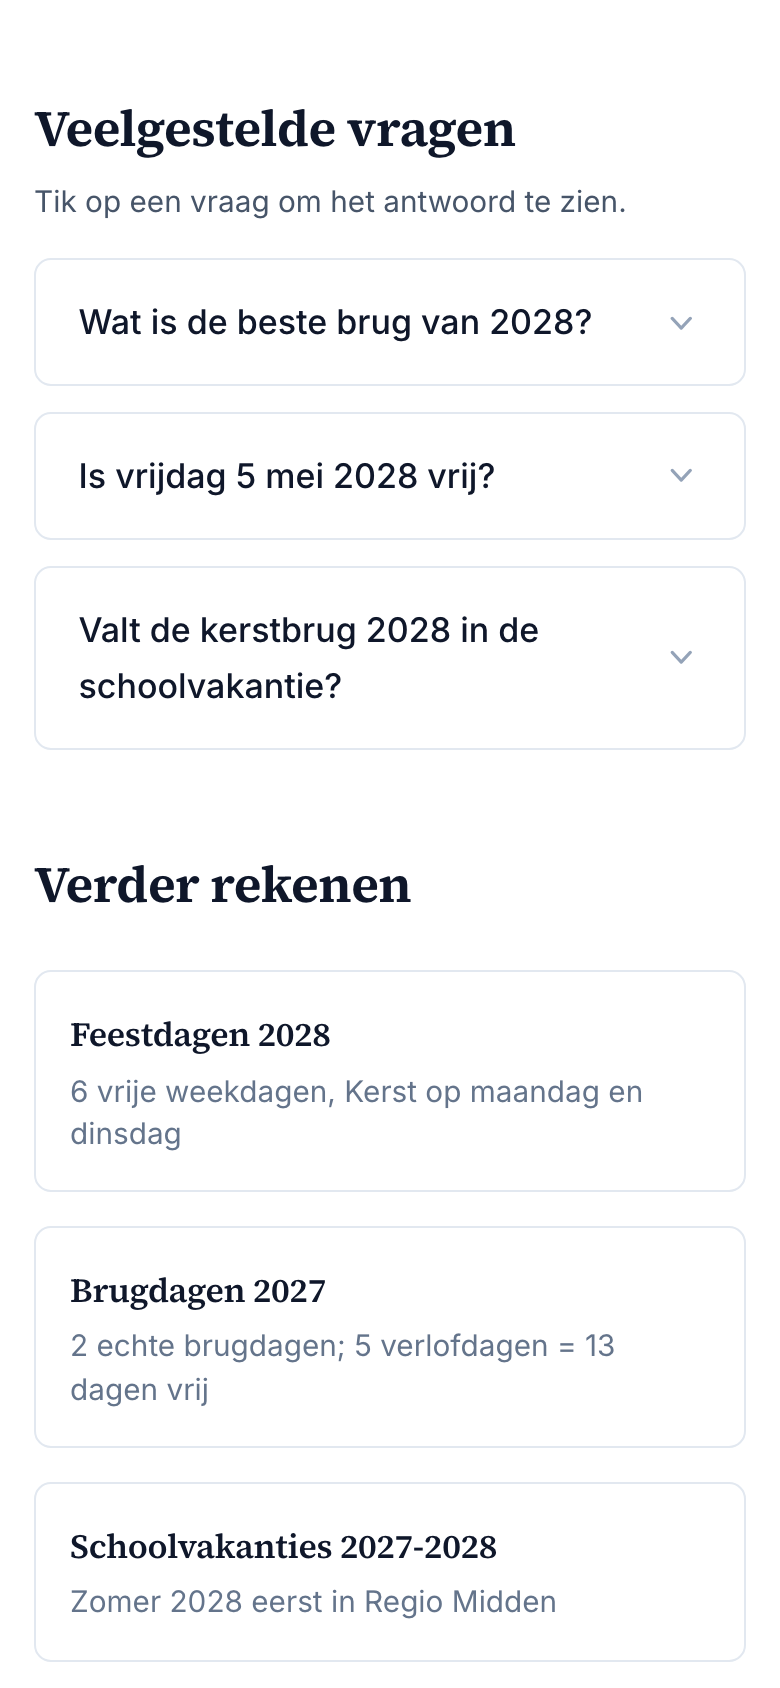 Veelgestelde vragen
Tik op een vraag om het antwoord te zien.
Wat is de beste brug van 2028?
Is vrijdag 5 mei 2028 vrij?
Valt de kerstbrug 2028 in de
schoolvakantie?
Verder rekenen
Feestdagen 2028
6 vrije weekdagen, Kerst op maandag en
dinsdag
Brugdagen 2027
2 echte brugdagen; 5 verlofdagen = 13
dagen vrij
Schoolvakanties 2027-2028
Zomer 2028 eerst in Regio Midden